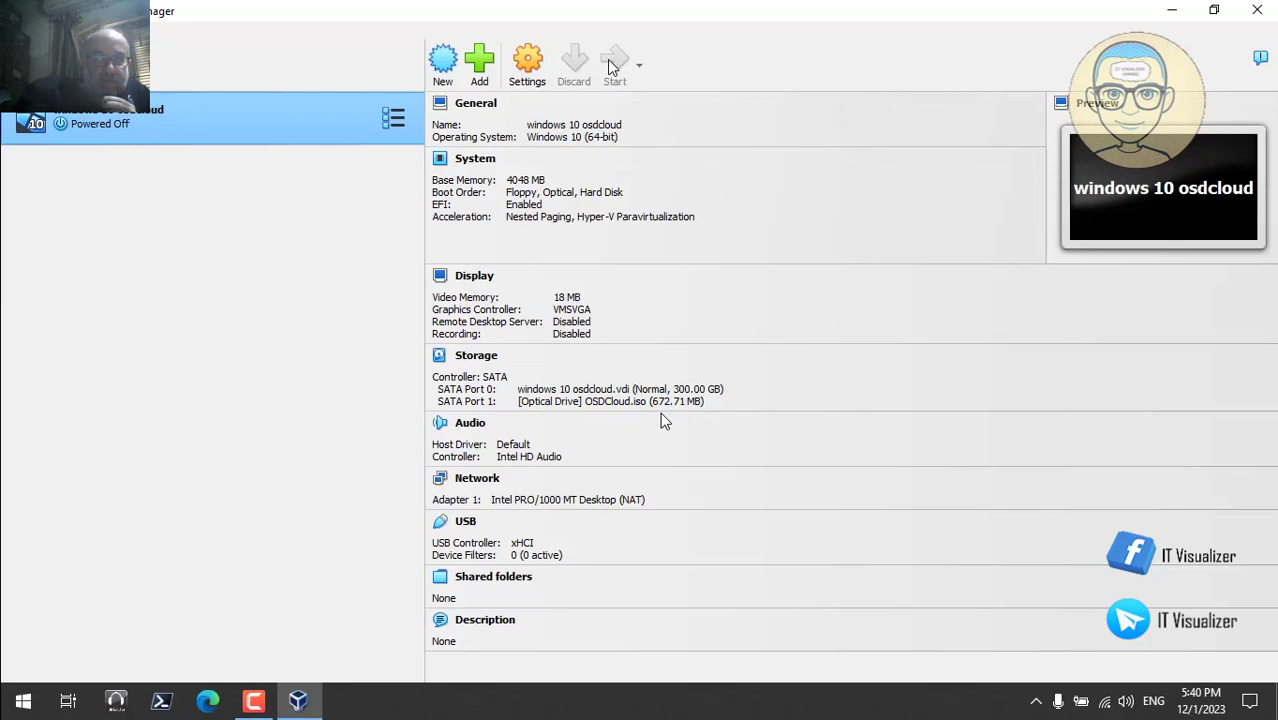 anager
New
Add
Settings
Discard
Start
Powered Off
10
General
Name: windows 10 osdcloud
Operating System: Windows 10 (64-bit)
System
Base Memory: 4048 MB
Boot Order: Floppy, Optical, Hard Disk
EFI: Enabled
Acceleration: Nested Paging, Hyper-V Paravirtualization
Preview
IT VISUALIZER
windows 10 osdcloud
Display
Video Memory: 18 MB
Graphics Controller: VMSVGA
Remote Desktop Server: Disabled
Recording: Disabled
Storage
Controller: SATA
SATA Port 0: windows 10 osdcloud.vdi (Normal, 300.00 GB)
SATA Port 1: [Optical Drive] OSDCloud.iso (672.71 MB)
Audio
Host Driver: Default
Controller: Intel HD Audio
Network
Adapter 1: Intel PRO/1000 MT Desktop (NAT)
USB
USB Controller: xHCI
Device Filters: 0 (0 active)
Shared folders
None
Description
None
f IT Visualizer
IT Visualizer
ENG
5:40 PM
12/1/2023